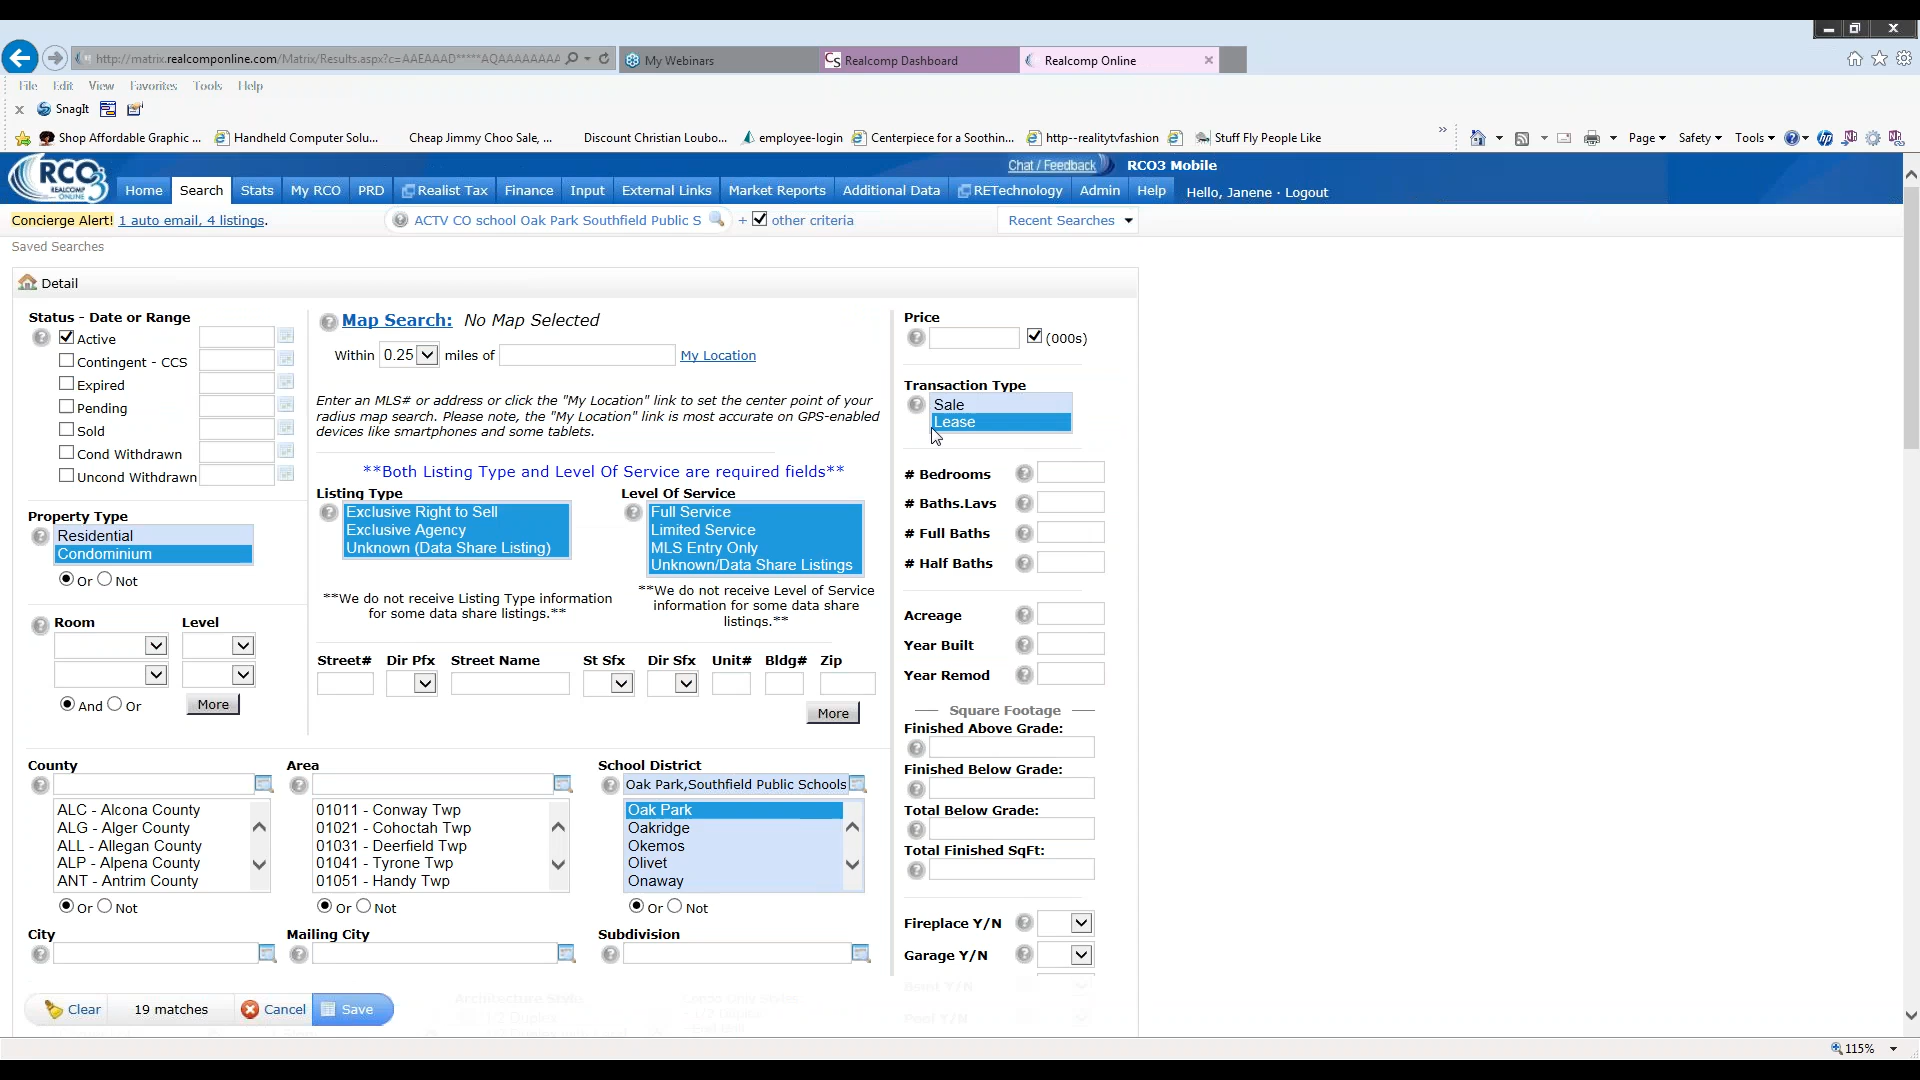 http://matrix.realcomponline.com/Matrix/Results.aspx?c=AAEAAAD*****AQAAAAAAAA
My Webinars
Realcomp Dashboard
Realcomp Online
File Edit View Favorites Tools Help
SnagIt
Shop Affordable Graphic ...
Handheld Computer Solu...
Cheap Jimmy Choo Sale, ...
Discount Christian Loubo...
employee-login
Centerpiece for a Soothin...
http--realitytvfashion
Stuff Fly People Like
Page Safety Tools
RCO3
REALCOMP
ONLINE
Chat / Feedback
RCO3 Mobile
Home Search Stats My RCO PRD Realist Tax Finance Input External Links Market Reports Additional Data RETechnology Admin Help Hello, Janene · Logout
Concierge Alert! 1 auto email, 4 listings.
ACTV CO school Oak Park Southfield Public S
+ other criteria
Recent Searches
Saved Searches
Detail
Status - Date or Range
Active
Contingent - CCS
Expired
Pending
Sold
Cond Withdrawn
Uncond Withdrawn
Property Type
Residential
Condominium
Or Not
Room Level
And Or
More
Map Search: No Map Selected
Within 0.25 miles of
My Location
Enter an MLS# or address or click the "My Location" link to set the center point of your
radius map search. Please note, the "My Location" link is most accurate on GPS-enabled
devices like smartphones and some tablets.
**Both Listing Type and Level Of Service are required fields**
Listing Type
Exclusive Right to Sell
Exclusive Agency
Unknown (Data Share Listing)
**We do not receive Listing Type information
for some data share listings.**
Level Of Service
Full Service
Limited Service
MLS Entry Only
Unknown/Data Share Listings
**We do not receive Level of Service
information for some data share
listings.**
Street# Dir Pfx Street Name St Sfx Dir Sfx Unit# Bldg# Zip
More
Price
(000s)
Transaction Type
Sale
Lease
# Bedrooms
# Baths.Lavs
# Full Baths
# Half Baths
Acreage
Year Built
Year Remod
Square Footage
Finished Above Grade:
Finished Below Grade:
Total Below Grade:
Total Finished SqFt:
Fireplace Y/N
Garage Y/N
Bsmt Y/N
Pool Y/N
County
ALC - Alcona County
ALG - Alger County
ALL - Allegan County
ALP - Alpena County
ANT - Antrim County
Or Not
Area
01011 - Conway Twp
01021 - Cohoctah Twp
01031 - Deerfield Twp
01041 - Tyrone Twp
01051 - Handy Twp
Or Not
School District
Oak Park,Southfield Public Schools
Oak Park
Oakridge
Okemos
Olivet
Onaway
Or Not
City
Mailing City
Subdivision
Clear
19 matches
Cancel
Save
Architecture Style
1/2 Duplex
115%